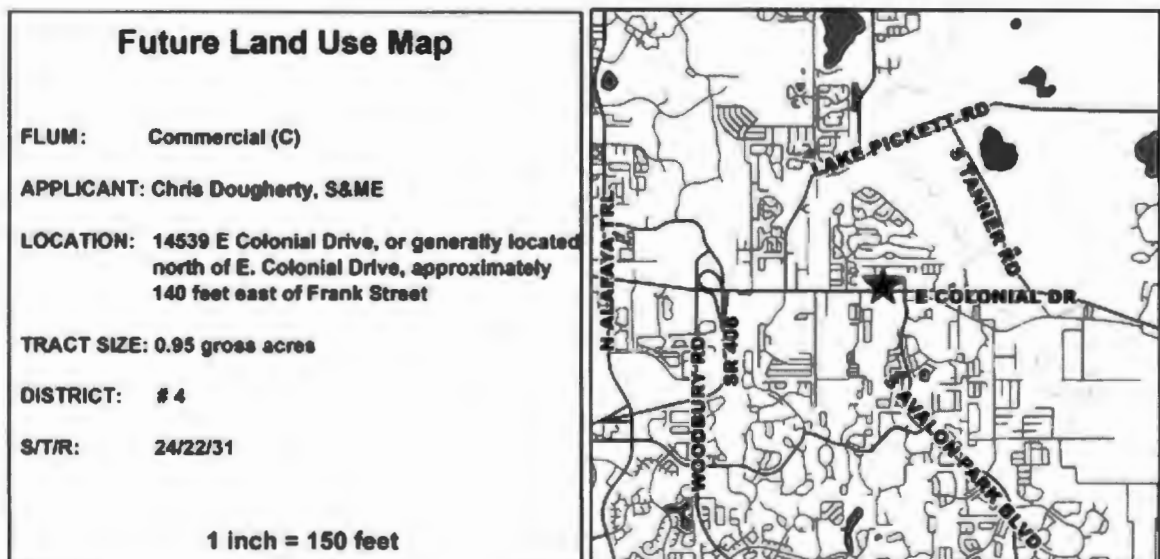 Future Land Use Map
FLUM: Commercial (C)
APPLICANT: Chris Dougherty, S&ME
LOCATION: 14539 E Colonial Drive, or generally located
north of E. Colonial Drive, approximately
140 feet east of Frank Street
TRACT SIZE: 0.95 gross acres
DISTRICT: # 4
S/T/R: 24/22/31
1 inch = 150 feet
LAKE PICKETT RD
S TANNER RD
N ALAFAYA TRL
E COLONIAL DR
WOODBURY RD
SR 408
S AVALON PARK BLVD